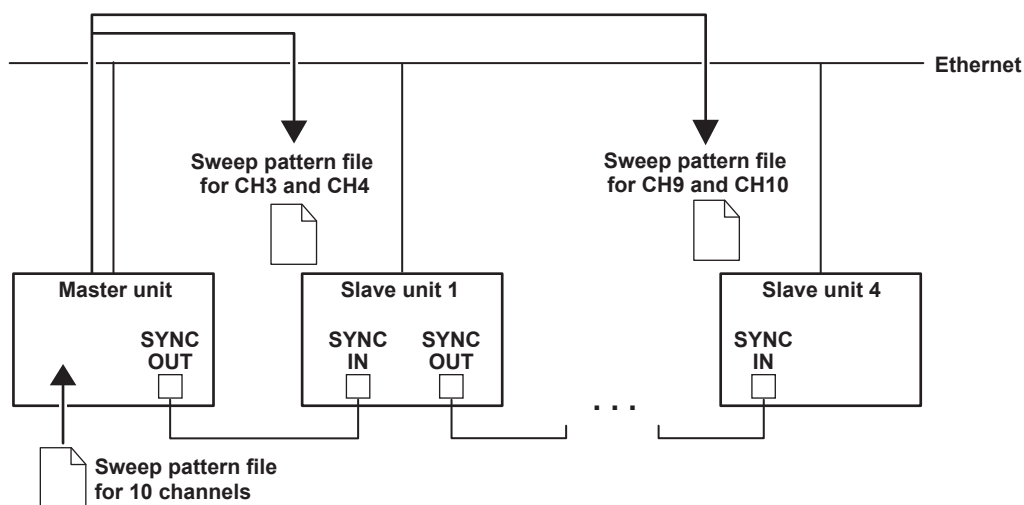 Ethernet
Sweep pattern file
for CH3 and CH4
Sweep pattern file
for CH9 and CH10
Master unit
SYNC
OUT
Slave unit 1
SYNC
IN
SYNC
OUT
Slave unit 4
SYNC
IN
. . .
Sweep pattern file
for 10 channels